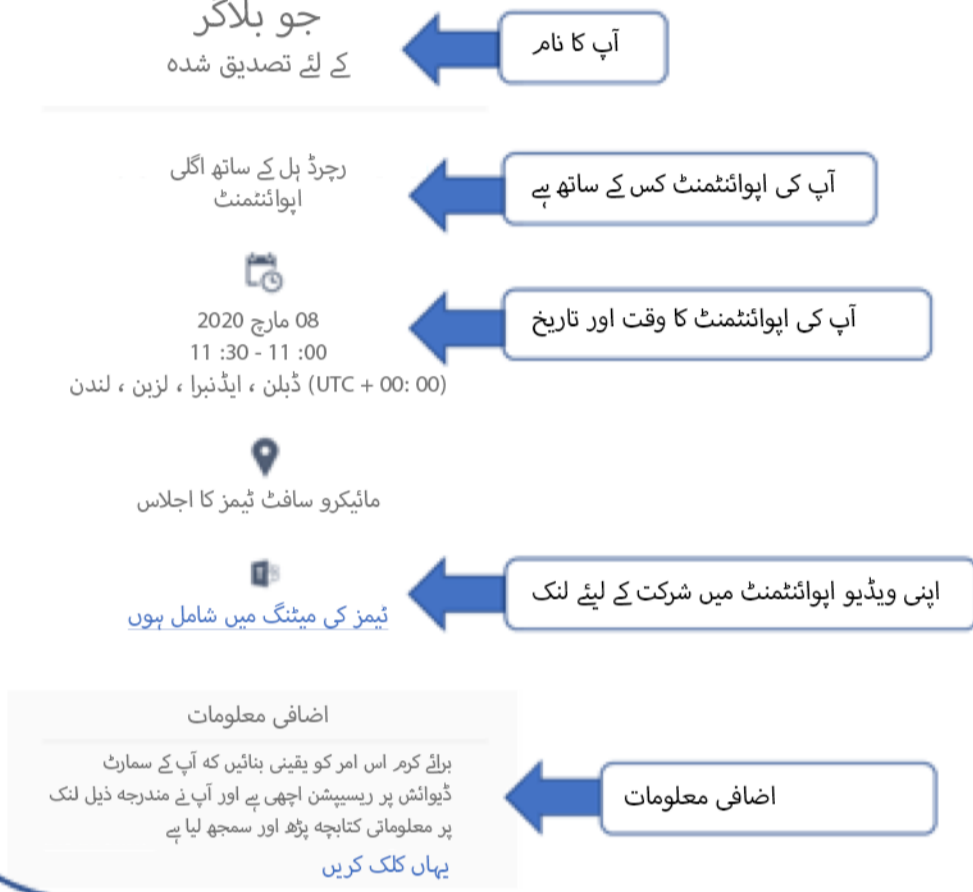 جو بلاگر
آپ کا نام
کے لئے تصدیق شدہ
رچرڈ ہل کے ساتھ اگلی
اپوائنٹمنٹ
آپ کی اپوائنٹمنٹ کس کے ساتھ ہے
08 مارچ 2020
11 :30 - 11 :00
(UTC + 00: 00) ڈبلن ، ایڈنبرا ، لزبن ، لندن
آپ کی اپوائنٹمنٹ کا وقت اور تاریخ
مائیکرو سافٹ ٹیمز کا اجلاس
ٹیمز کی میٹنگ میں شامل ہوں
اپنی ویڈیو اپوائنٹمنٹ میں شرکت کے لیئے لنک
اضافی معلومات
برائے کرم اس امر کو یقینی بنائیں کہ آپ کے سمارٹ
ڈیوائش پر ریسیپشن اچھی ہے اور آپ نے مندرجہ ذیل لنک
پر معلوماتی کتابچہ پڑھ اور سمجھ لیا ہے
یہاں کلک کریں
اضافی معلومات